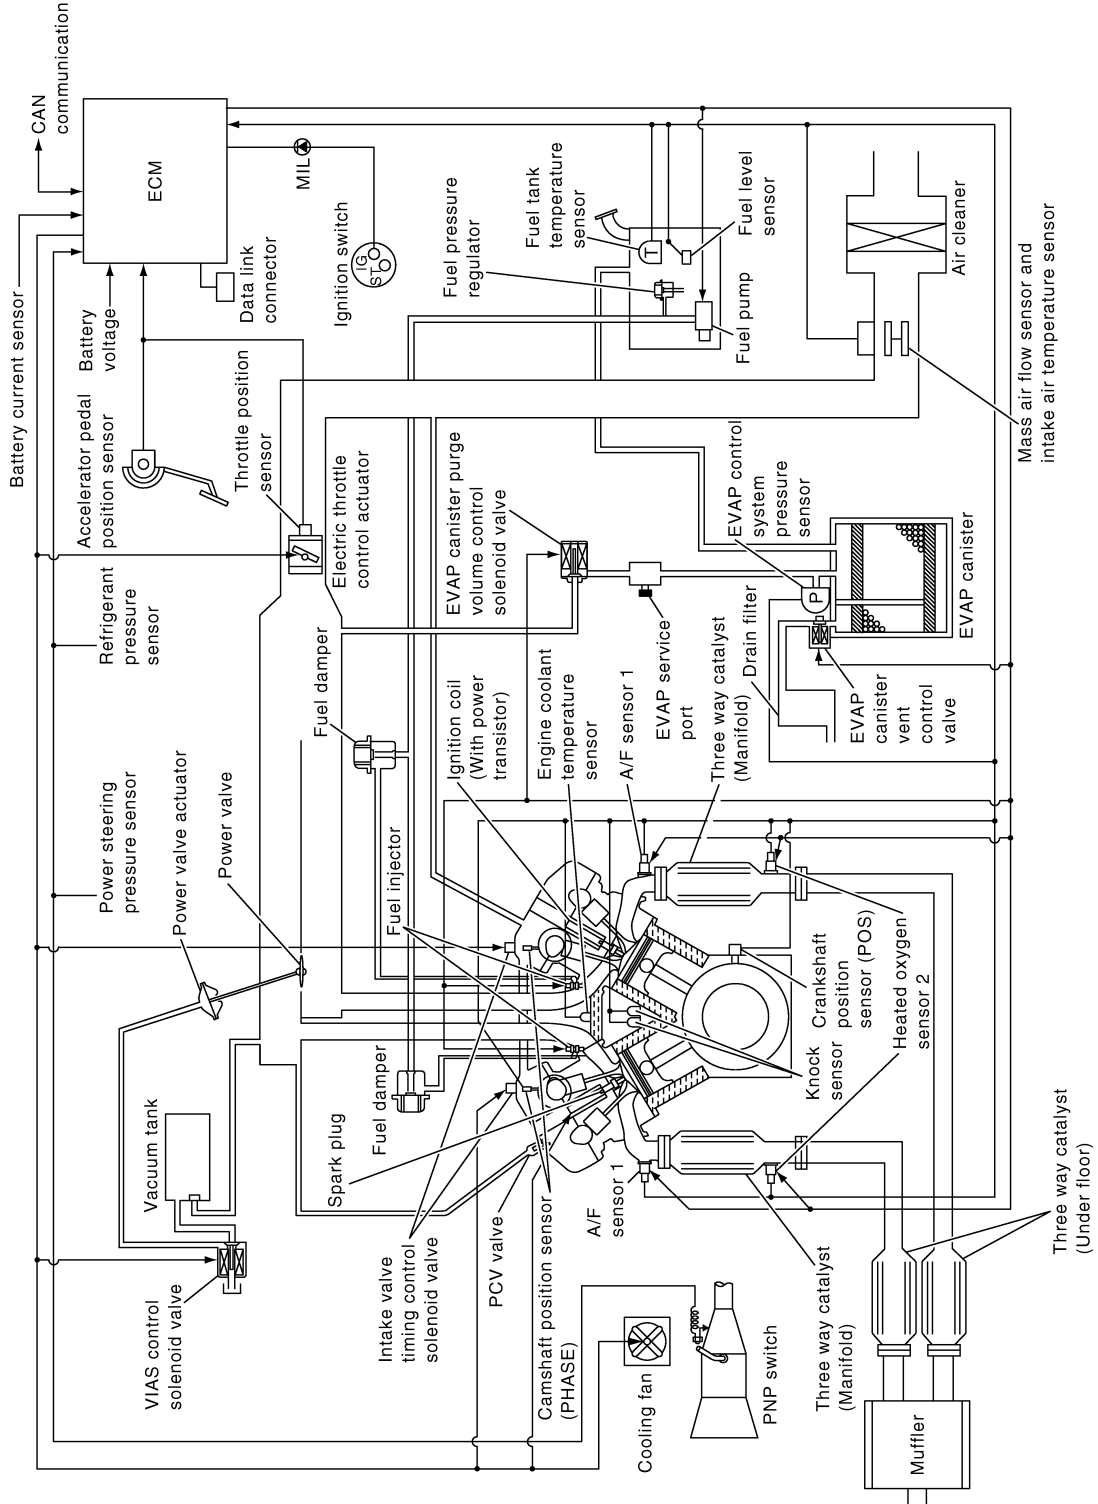 CAN
communication
Battery current sensor
ECM
MIL
Ignition switch
IG
ST
Data link
connector
Battery
voltage
Accelerator pedal
position sensor
Throttle position
sensor
Refrigerant
pressure
sensor
Electric throttle
control actuator
Fuel pressure
regulator
Fuel tank
temperature
sensor
T
Fuel level
sensor
Fuel pump
Air cleaner
Mass air flow sensor and
intake air temperature sensor
EVAP canister purge
volume control
solenoid valve
EVAP control
system
pressure
sensor
P
EVAP canister
Drain filter
EVAP
canister
vent
control
valve
EVAP service
port
Fuel damper
Ignition coil
(With power
transistor)
Engine coolant
temperature
sensor
A/F sensor 1
Three way catalyst
(Manifold)
Power steering
pressure sensor
Power valve actuator
Power valve
Fuel injector
Crankshaft
position
sensor (POS)
Heated oxygen
sensor 2
Knock
sensor
Fuel damper
Vacuum tank
Spark plug
VIAS control
solenoid valve
PCV valve
Intake valve
timing control
solenoid valve
Camshaft position sensor
(PHASE)
A/F
sensor 1
Three way catalyst
(Under floor)
Three way catalyst
(Manifold)
Cooling fan
PNP switch
Muffler